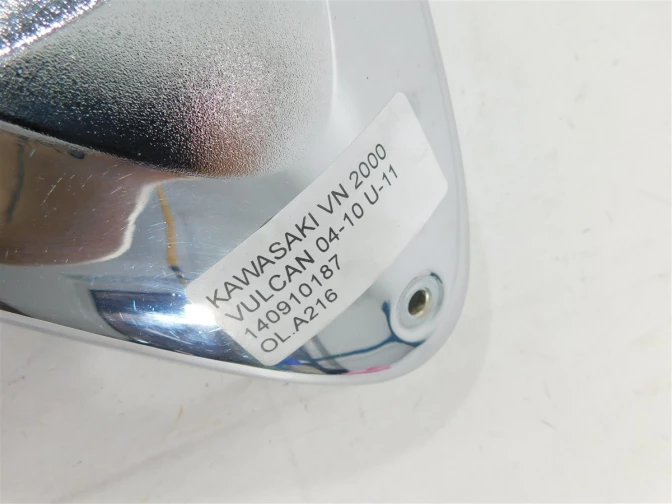 KAWASAKI VN 2000
VULCAN 04-10 U-11
140910187
OL.A216